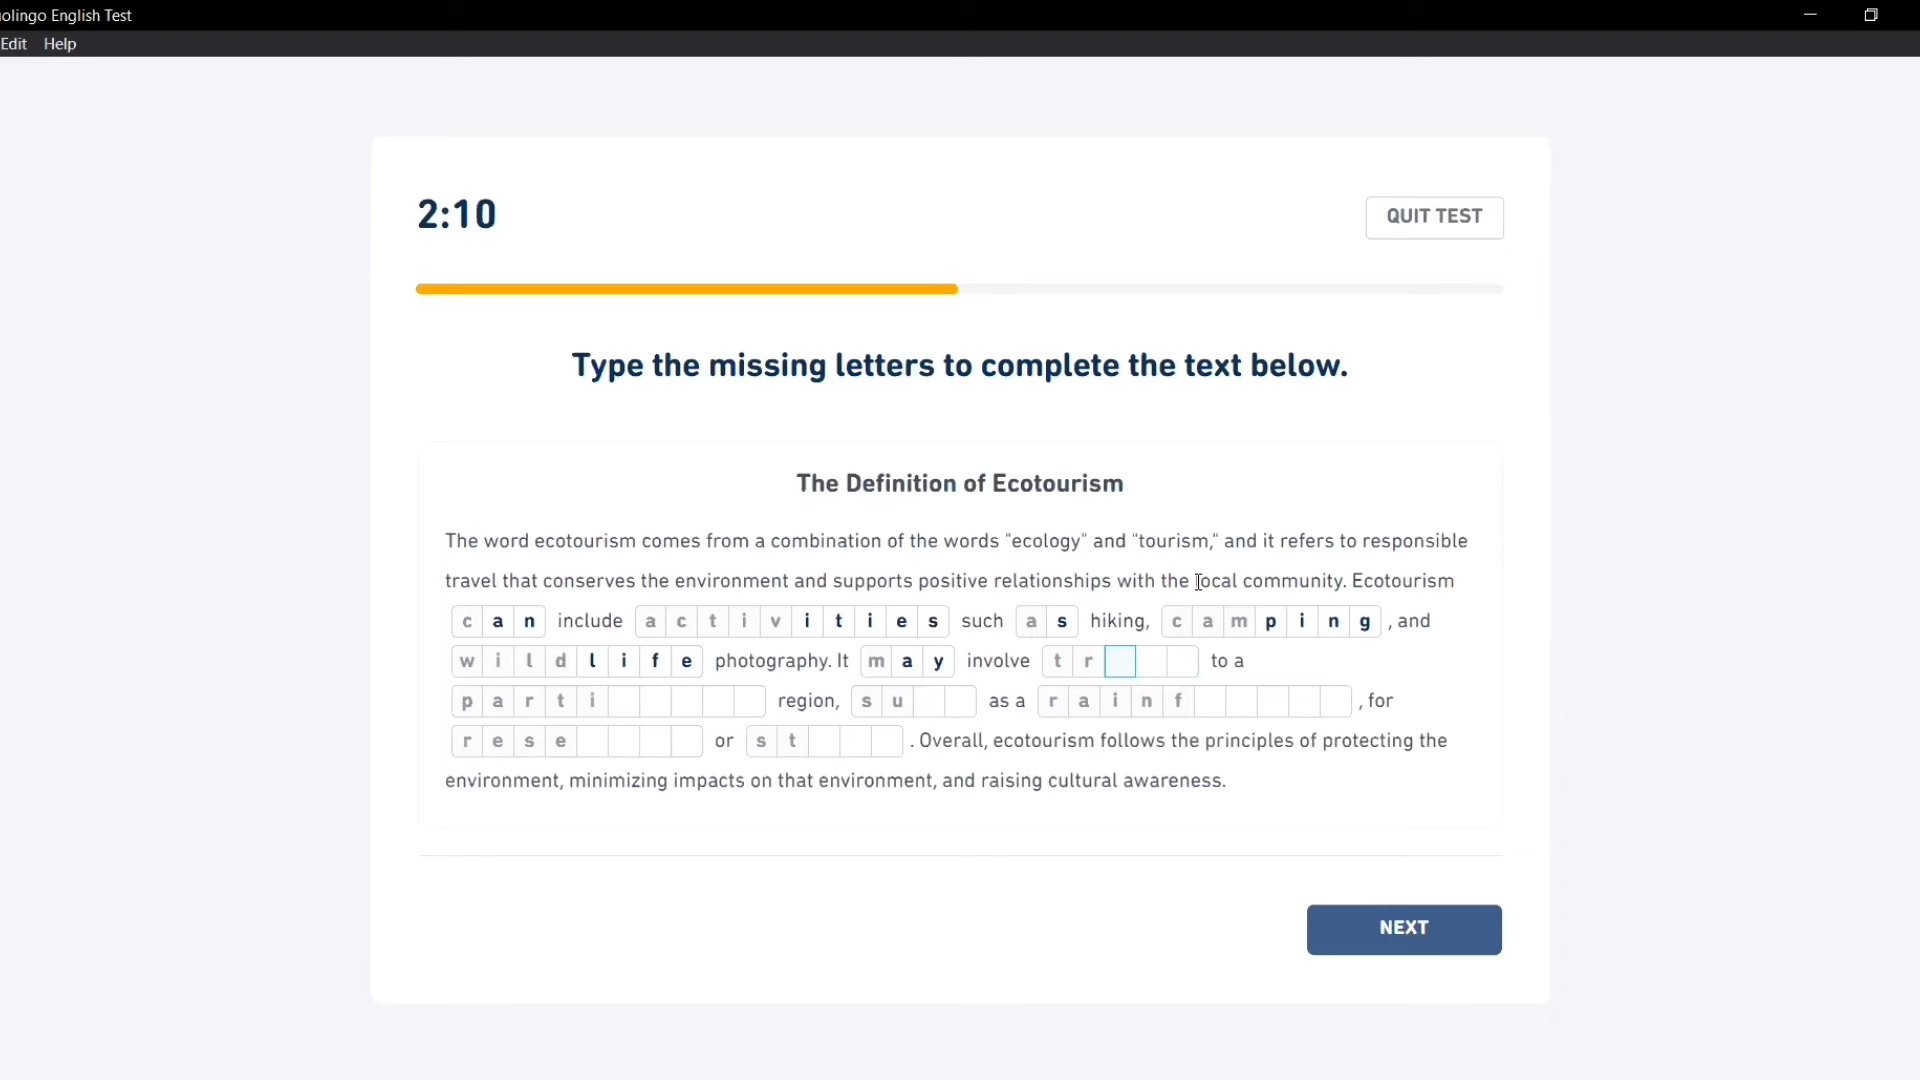 olingo English Test
Edit Help
2:10
QUIT TEST
Type the missing letters to complete the text below.
The Definition of Ecotourism
The word ecotourism comes from a combination of the words "ecology" and "tourism," and it refers to responsible
travel that conserves the environment and supports positive relationships with the local community. Ecotourism
can include activities such as hiking, camping, and
wildlife photography. It may involve tr to a
parti region, su as a rainf, for
rese or st. Overall, ecotourism follows the principles of protecting the
environment, minimizing impacts on that environment, and raising cultural awareness.
NEXT